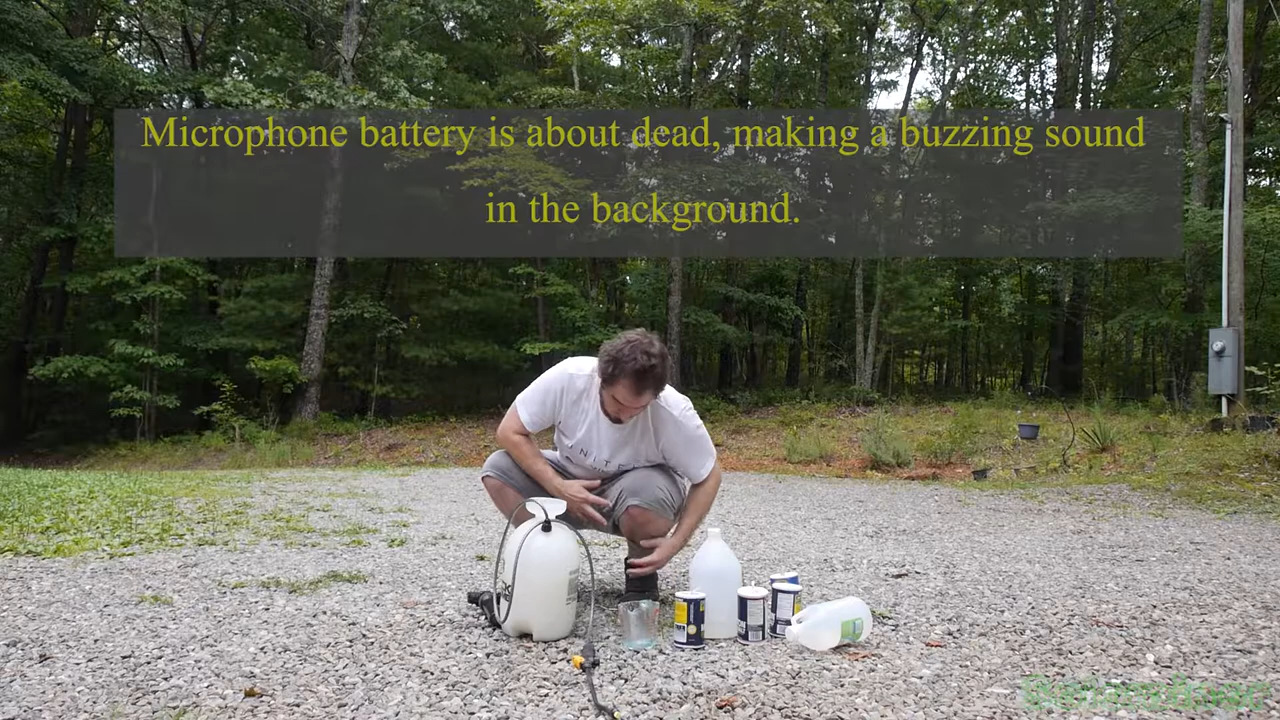 Microphone battery is about dead, making a buzzing sound
in the background.